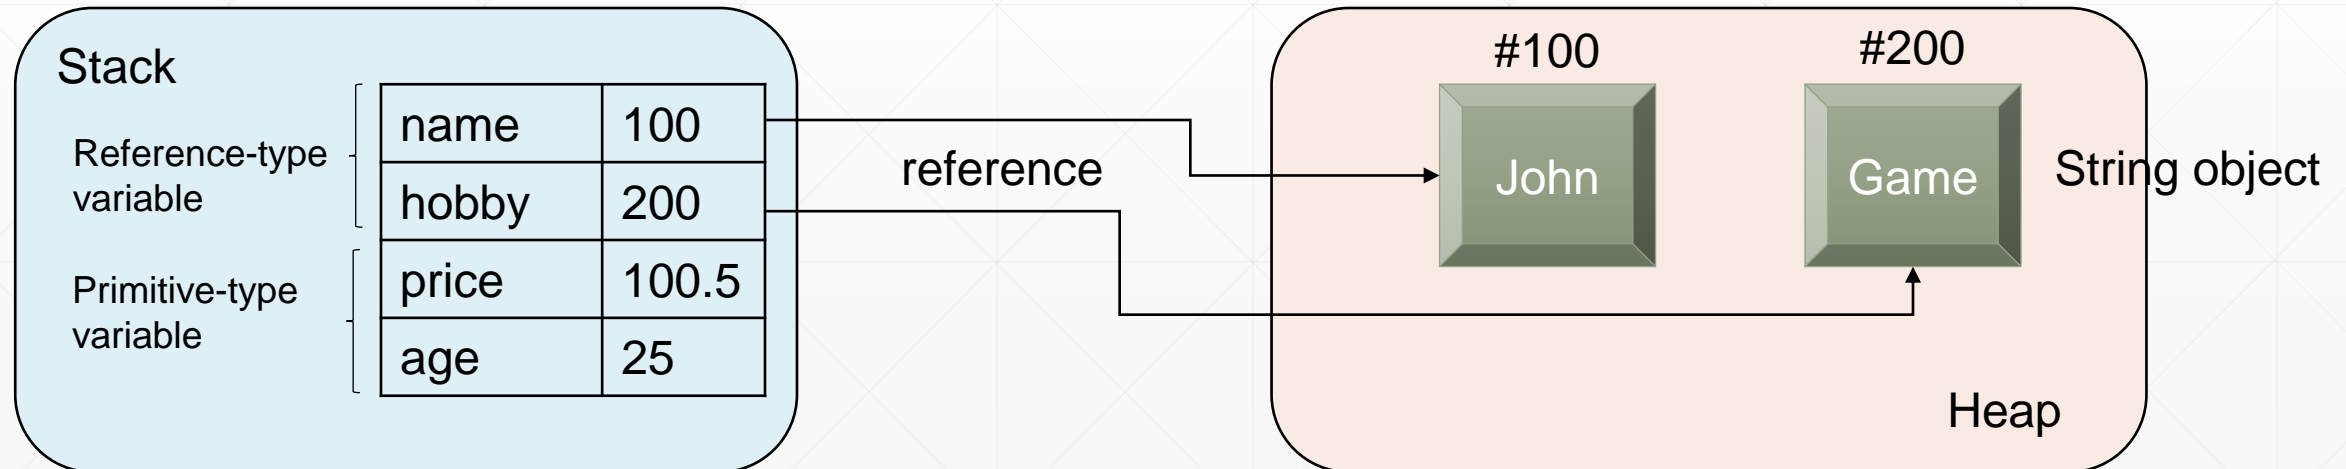 Stack
Reference-type
variable
Primitive-type
variable
name 100
hobby 200
price 100.5
age 25
reference
#100
#200
John
Game
String object
Heap